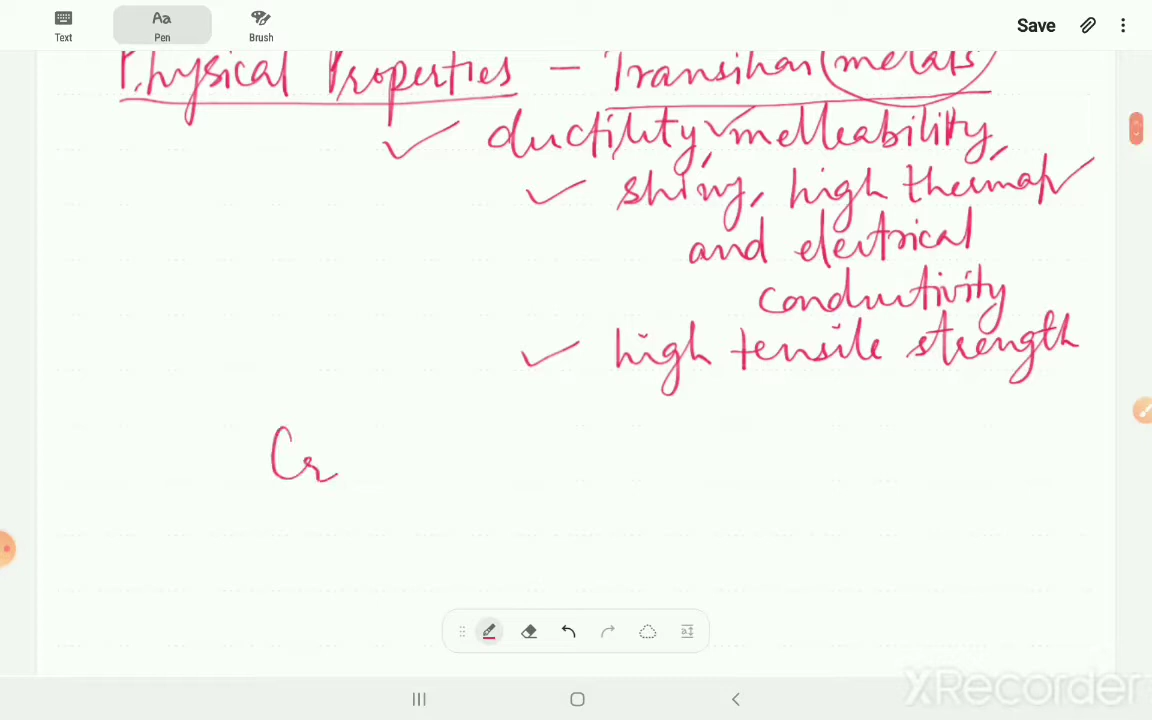 Text
Aa
Pen
Brush
Save
Physical Properties - Transition (metals)
ductility, melleability,
shiny, high thermal
and electrical
conductivity
high tensile strength
Cr
XRecorder